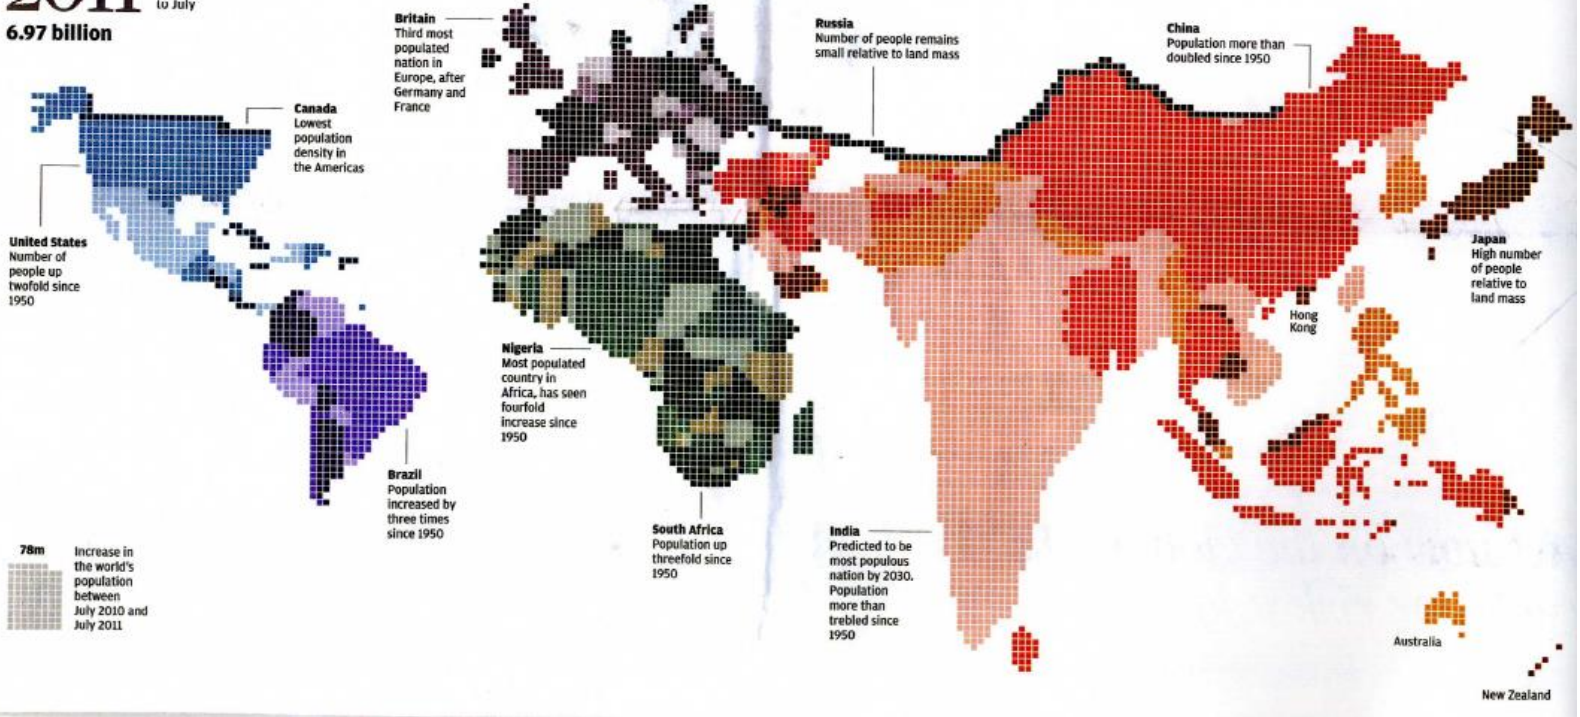 2011
to July
6.97 billion
Britain
Third most
populated
nation in
Europe, after
Germany and
France
Russia
Number of people remains
small relative to land mass
China
Population more than
doubled since 1950
Canada
Lowest
population
density in
the Americas
United States
Number of
people up
twofold since
1950
Japan
High number
of people
relative to
land mass
Hong
Kong
Nigeria
Most populated
country in
Africa, has seen
fourfold
increase since
1950
Brazil
Population
increased by
three times
since 1950
South Africa
Population up
threefold since
1950
India
Predicted to be
most populous
nation by 2030.
Population
more than
trebled since
1950
78m
Increase in
the world's
population
between
July 2010 and
July 2011
Australia
New Zealand